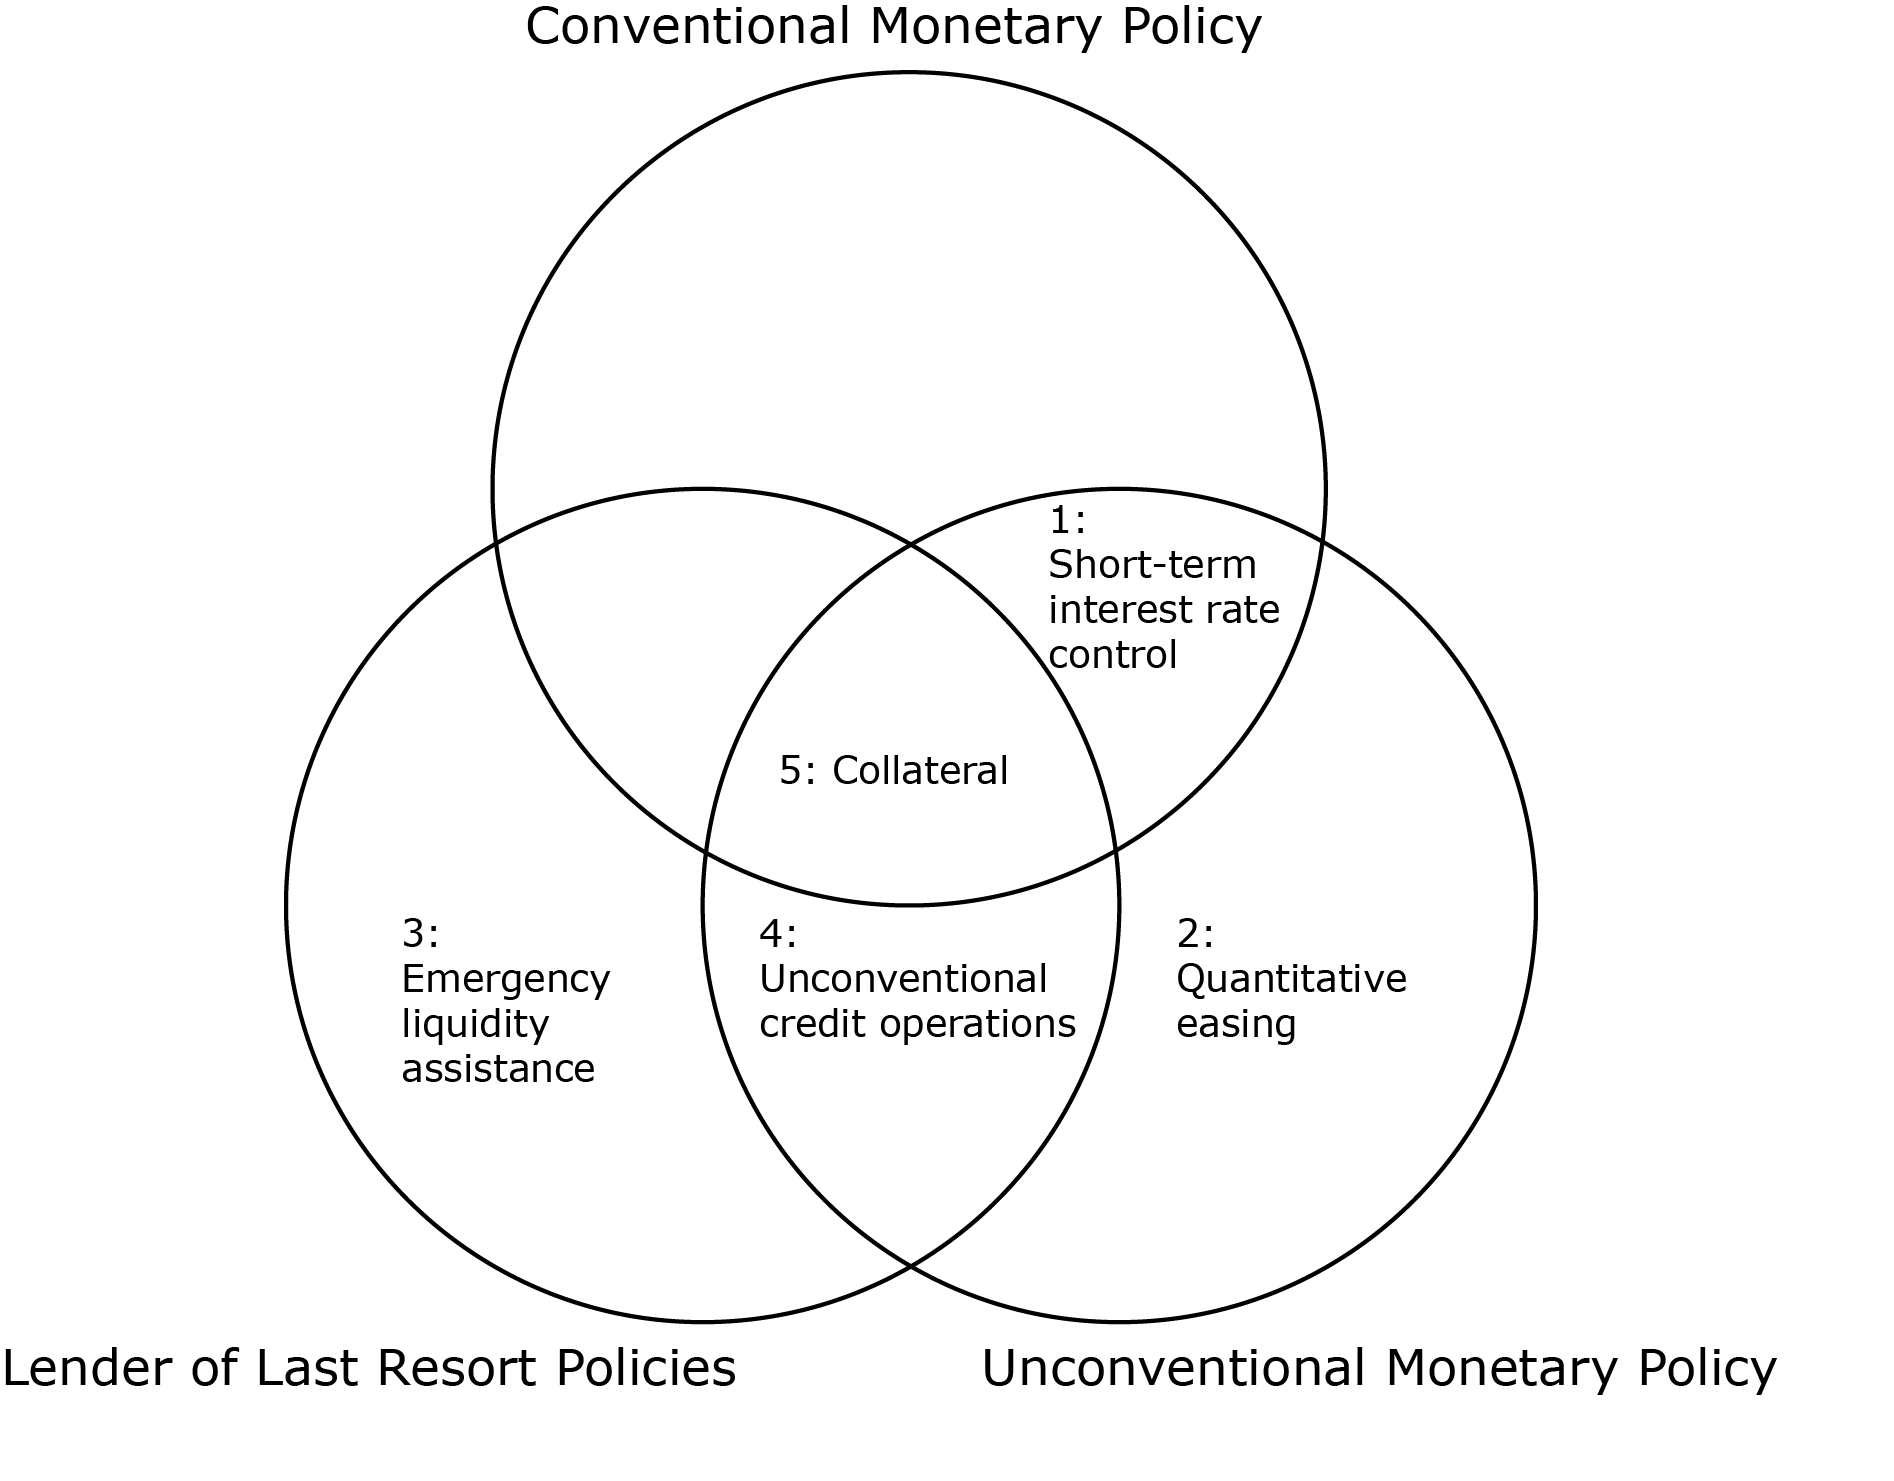 Conventional Monetary Policy
1:
Short-term
interest rate
control
5: Collateral
3:
Emergency
liquidity
assistance
4:
Unconventional
credit operations
2:
Quantitative
easing
Lender of Last Resort Policies
Unconventional Monetary Policy